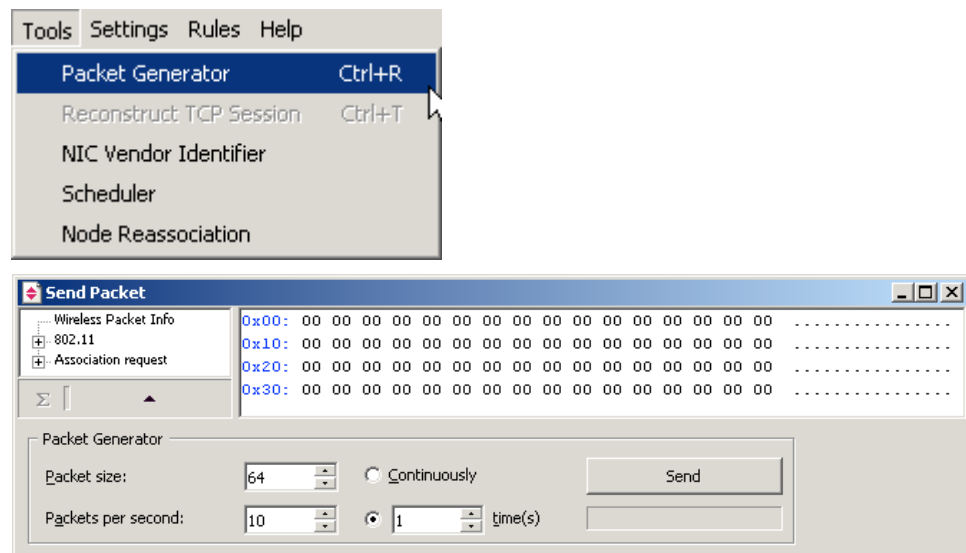 Tools Settings Rules Help
Packet Generator Ctrl+R
Reconstruct TCP Session Ctrl+T
NIC Vendor Identifier
Scheduler
Node Reassociation
Send Packet
Wireless Packet Info
802.11
Association request
Σ
0x00: 00 00 00 00 00 00 00 00 00 00 00 00 00 00 00 00 ................
0x10: 00 00 00 00 00 00 00 00 00 00 00 00 00 00 00 00 ................
0x20: 00 00 00 00 00 00 00 00 00 00 00 00 00 00 00 00 ................
0x30: 00 00 00 00 00 00 00 00 00 00 00 00 00 00 00 00 ................
Packet Generator
Packet size: 64 Continuously Send
Packets per second: 10 1 time(s)